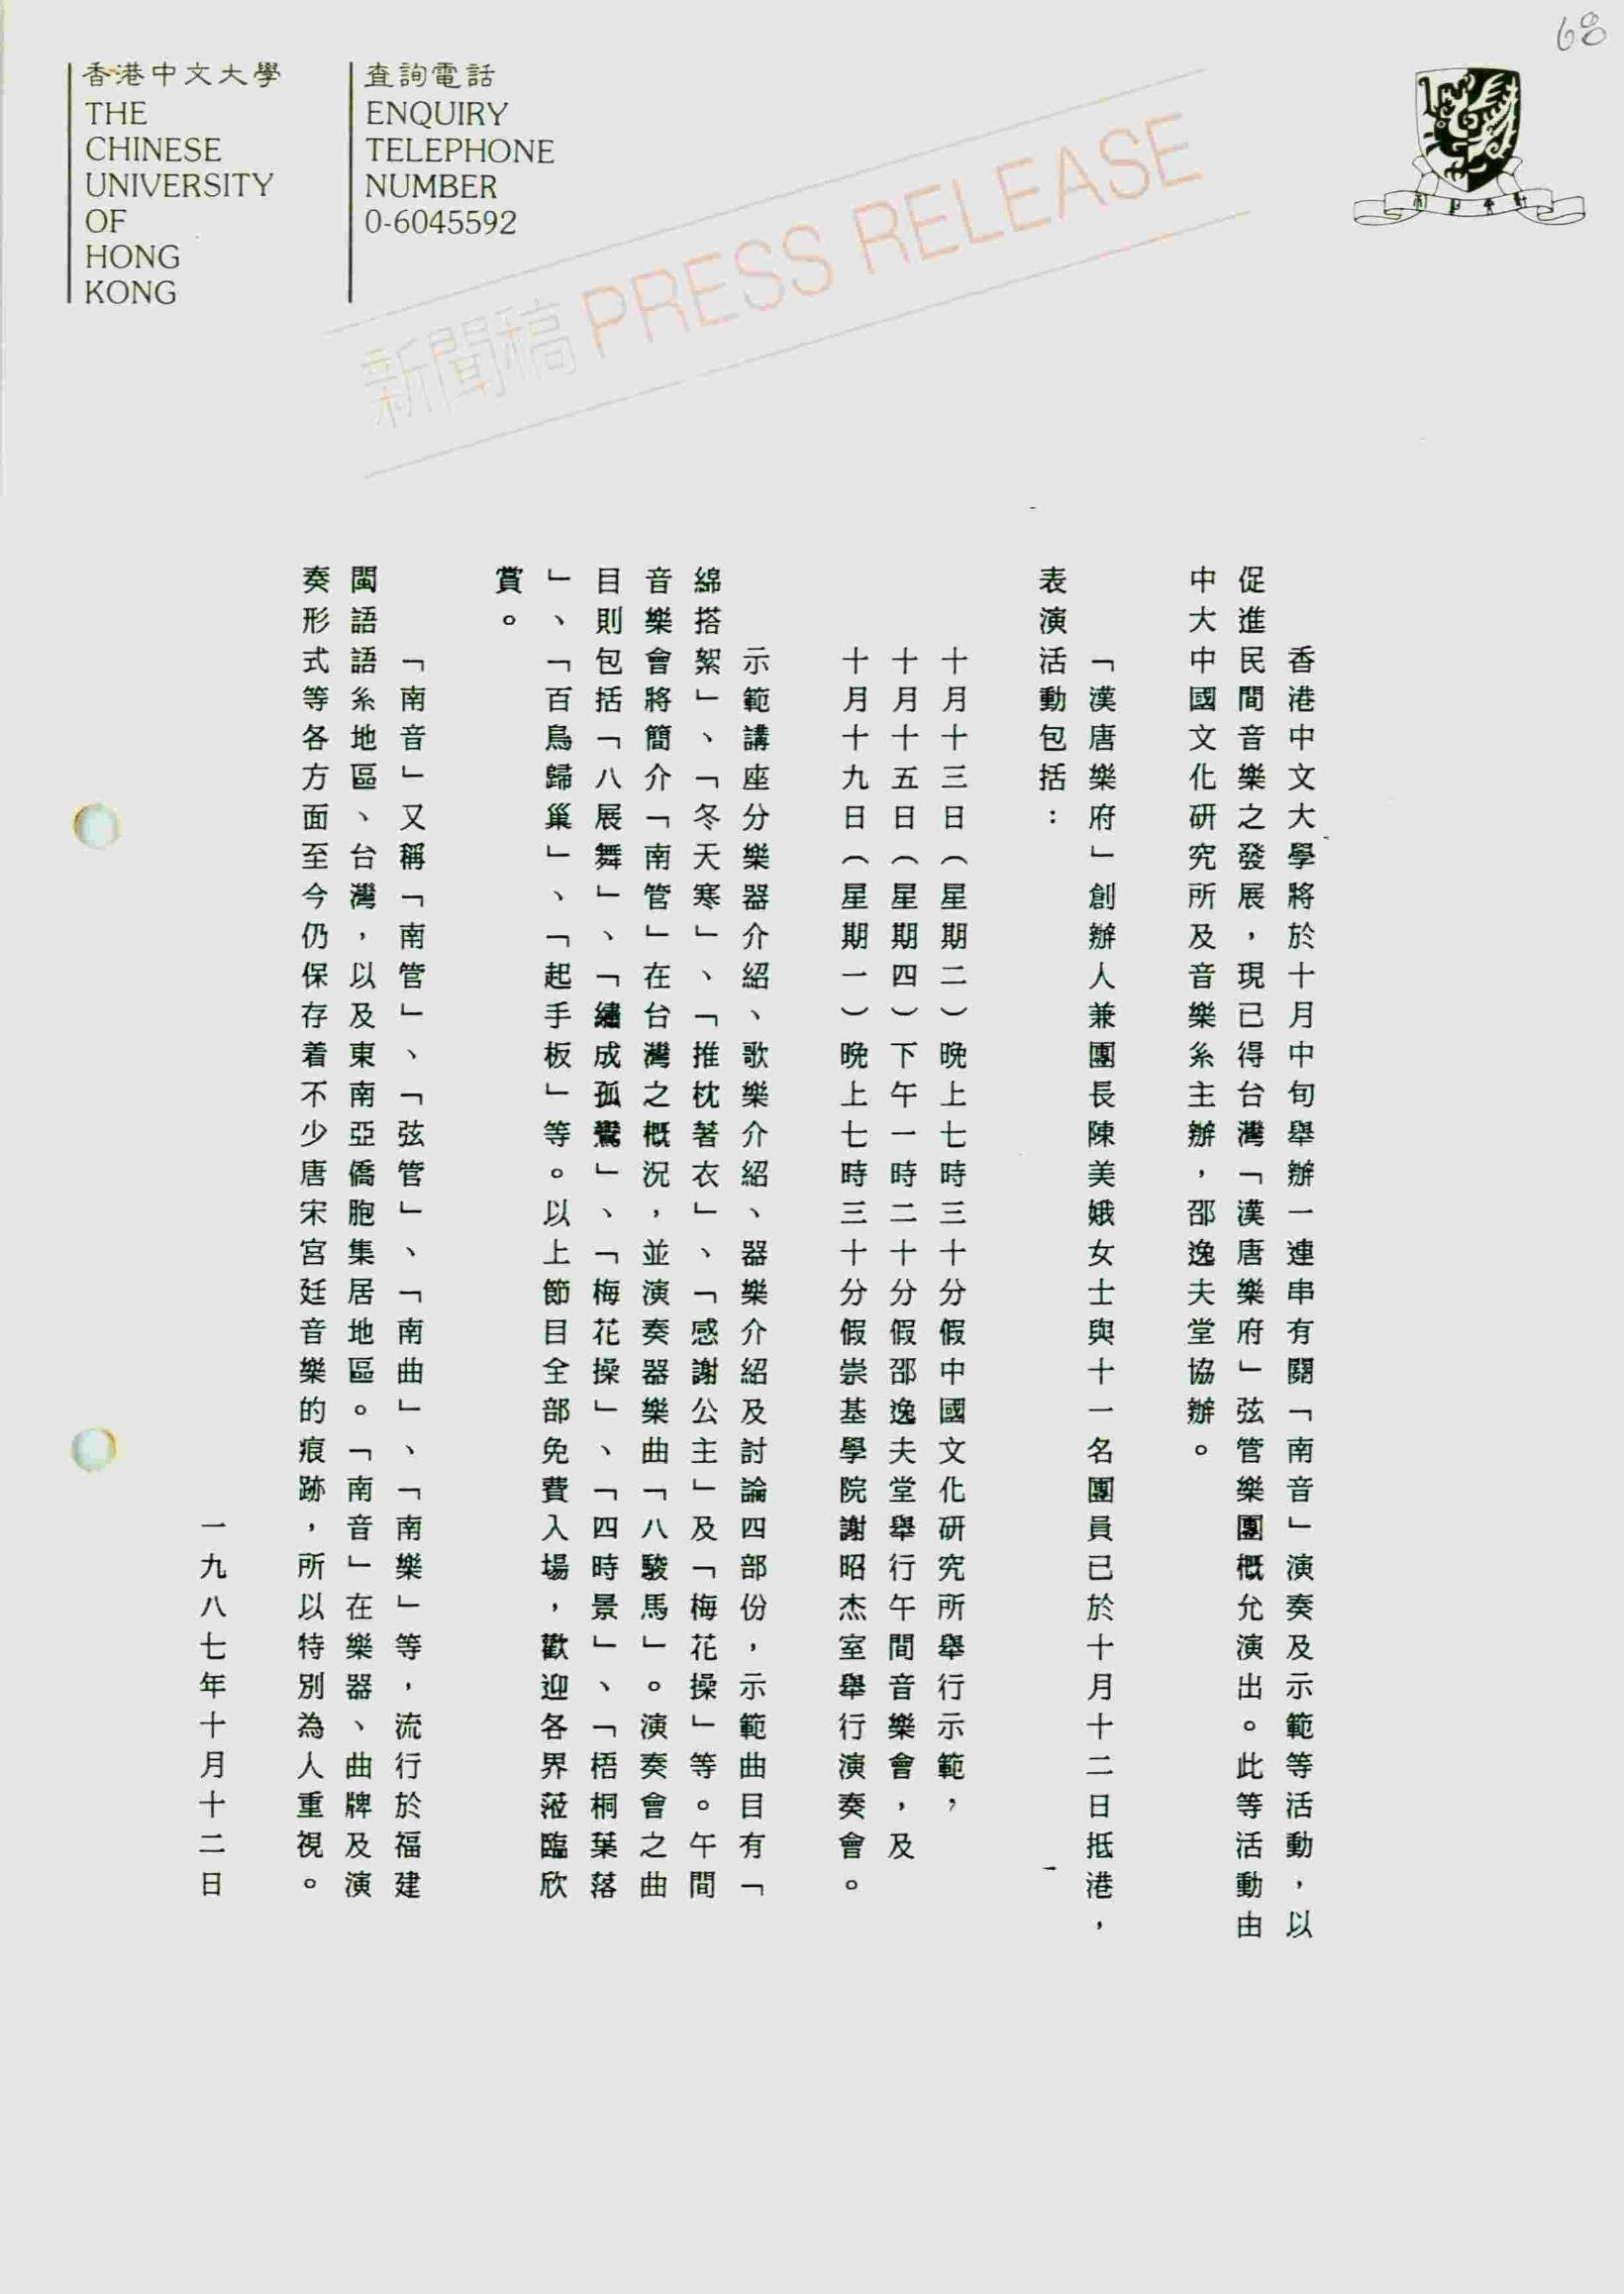 68
香港中文大學
THE
CHINESE
UNIVERSITY
OF
HONG
KONG
查詢電話
ENQUIRY
TELEPHONE
NUMBER
0-6045592
新聞稿 PRESS RELEASE
香港中文大學將於十月中旬舉辦一連串有關「南音」演奏及示範等活動，以
促進民間音樂之發展，現已得台灣「漢唐樂府」弦管樂團概允演出。此等活動由
中大中國文化研究所及音樂系主辦，邵逸夫堂協辦。
「漢唐樂府」創辦人兼團長陳美娥女士與十一名團員已於十月十二日抵港，
表演活動包括：
十月十三日（星期二）晚上七時三十分假中國文化研究所舉行示範，
十月十五日（星期四）下午一時二十分假邵逸夫堂舉行午間音樂會，及
十月十九日（星期一）晚上七時三十分假崇基學院謝昭杰室舉行演奏會。
示範講座分樂器介紹、歌樂介紹、器樂介紹及討論四部份，示範曲目有「
綿搭絮」、「冬天寒」、「推枕著衣」、「感謝公主」及「梅花操」等。午間
音樂會將簡介「南管」在台灣之概況，並演奏器樂曲「八駿馬」。演奏會之曲
目則包括「八展舞」、「繡成孤鸞」、「梅花操」、「四時景」、「梧桐葉落
」、「百鳥歸巢」、「起手板」等。以上節目全部免費入場，歡迎各界蒞臨欣
賞。
「南音」又稱「南管」、「弦管」、「南曲」、「南樂」等，流行於福建
閩語語系地區、台灣，以及東南亞僑胞集居地區。「南音」在樂器、曲牌及演
奏形式等各方面至今仍保存着不少唐宋宮廷音樂的痕跡，所以特別為人重視。
一九八七年十月十二日